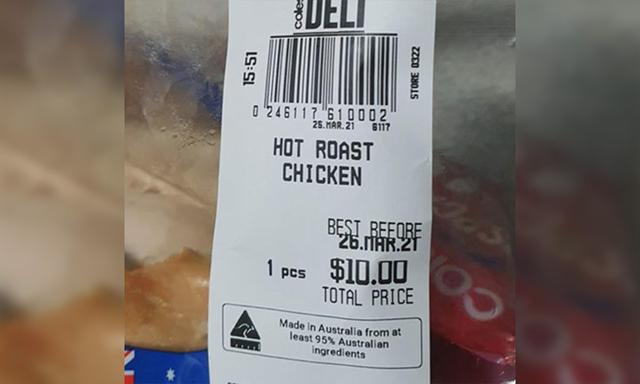 coles DELI
15:51
STORE 0322
0 246117 610002
25.MAR.21 6117
HOT ROAST
CHICKEN
BEST BEFORE
26.MAR.21
1 pcs $10.00
TOTAL PRICE
Made in Australia from at
least 95% Australian
ingredients